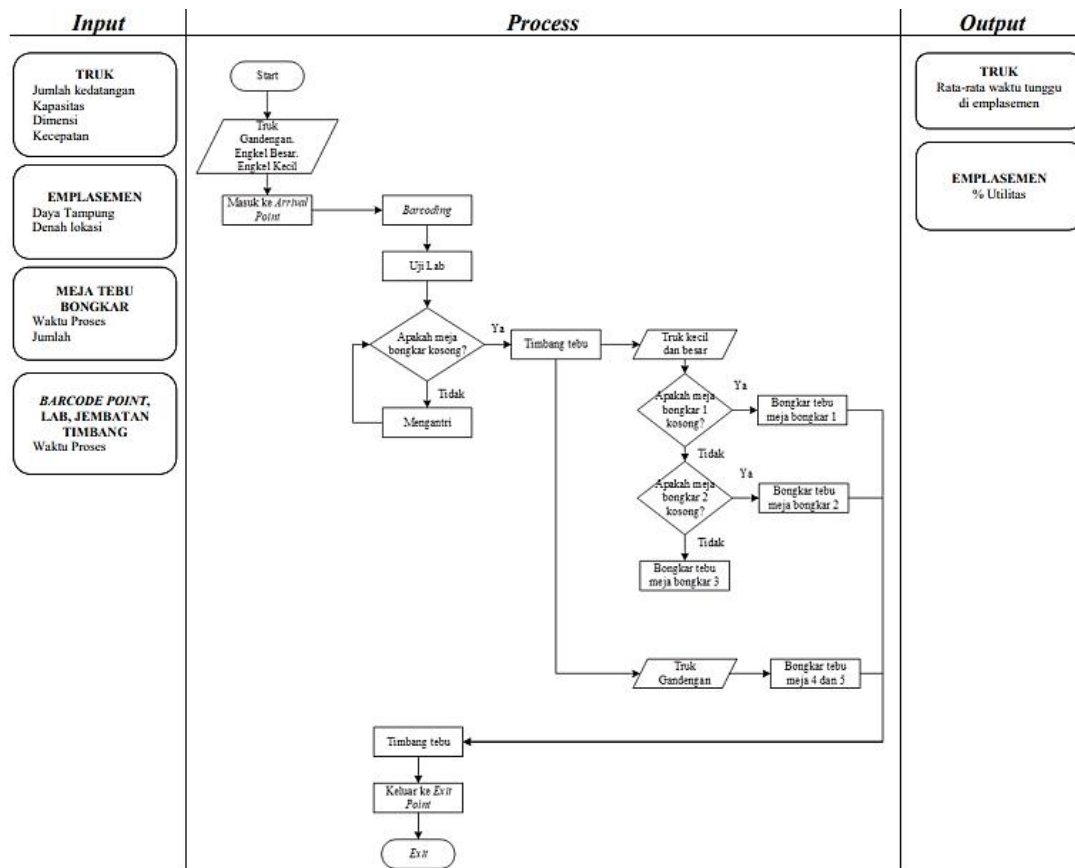 Input
Process
Output
TRUK
Jumlah kedatangan
Kapasitas
Dimensi
Kecepatan
EMPLASEMEN
Daya Tampung
Denah lokasi
MEJA TEBU
BONGKAR
Waktu Proses
Jumlah
BARCODE POINT,
LAB, JEMBATAN
TIMBANG
Waktu Proses
Start
Truk
Gandengan.
Engkel Besar.
Engkel Kecil
Masuk ke Arrival
Point
Barcoding
Uji Lab
Apakah meja
bongkar kosong?
Ya
Tidak
Mengantri
Timbang tebu
Truk kecil
dan besar
Apakah meja
bongkar 1
kosong?
Ya
Bongkar tebu
meja bongkar 1
Tidak
Apakah meja
bongkar 2
kosong?
Ya
Bongkar tebu
meja bongkar 2
Tidak
Bongkar tebu
meja bongkar 3
Truk
Gandengan
Bongkar tebu
meja 4 dan 5
Timbang tebu
Keluar ke Exit
Point
Exit
TRUK
Rata-rata waktu tunggu
di emplasemen
EMPLASEMEN
% Utilitas